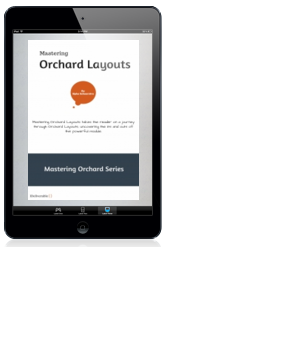 Mastering
Orchard Layouts
Mastering Orchard Layouts takes the reader on a journey
through Orchard Layouts, uncovering the ins and outs of
this powerful module
Mastering Orchard Series